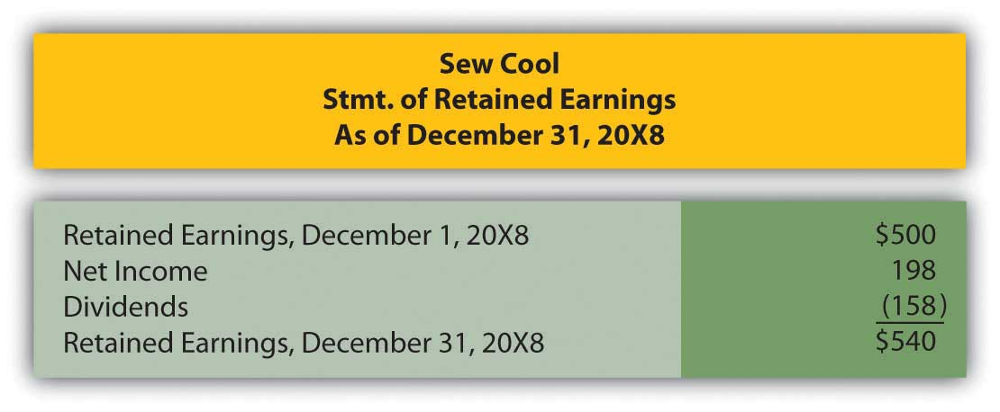 Sew Cool
Stmt. of Retained Earnings
As of December 31, 20X8
Retained Earnings, December 1, 20X8 $500
Net Income 198
Dividends (158)
Retained Earnings, December 31, 20X8 $540